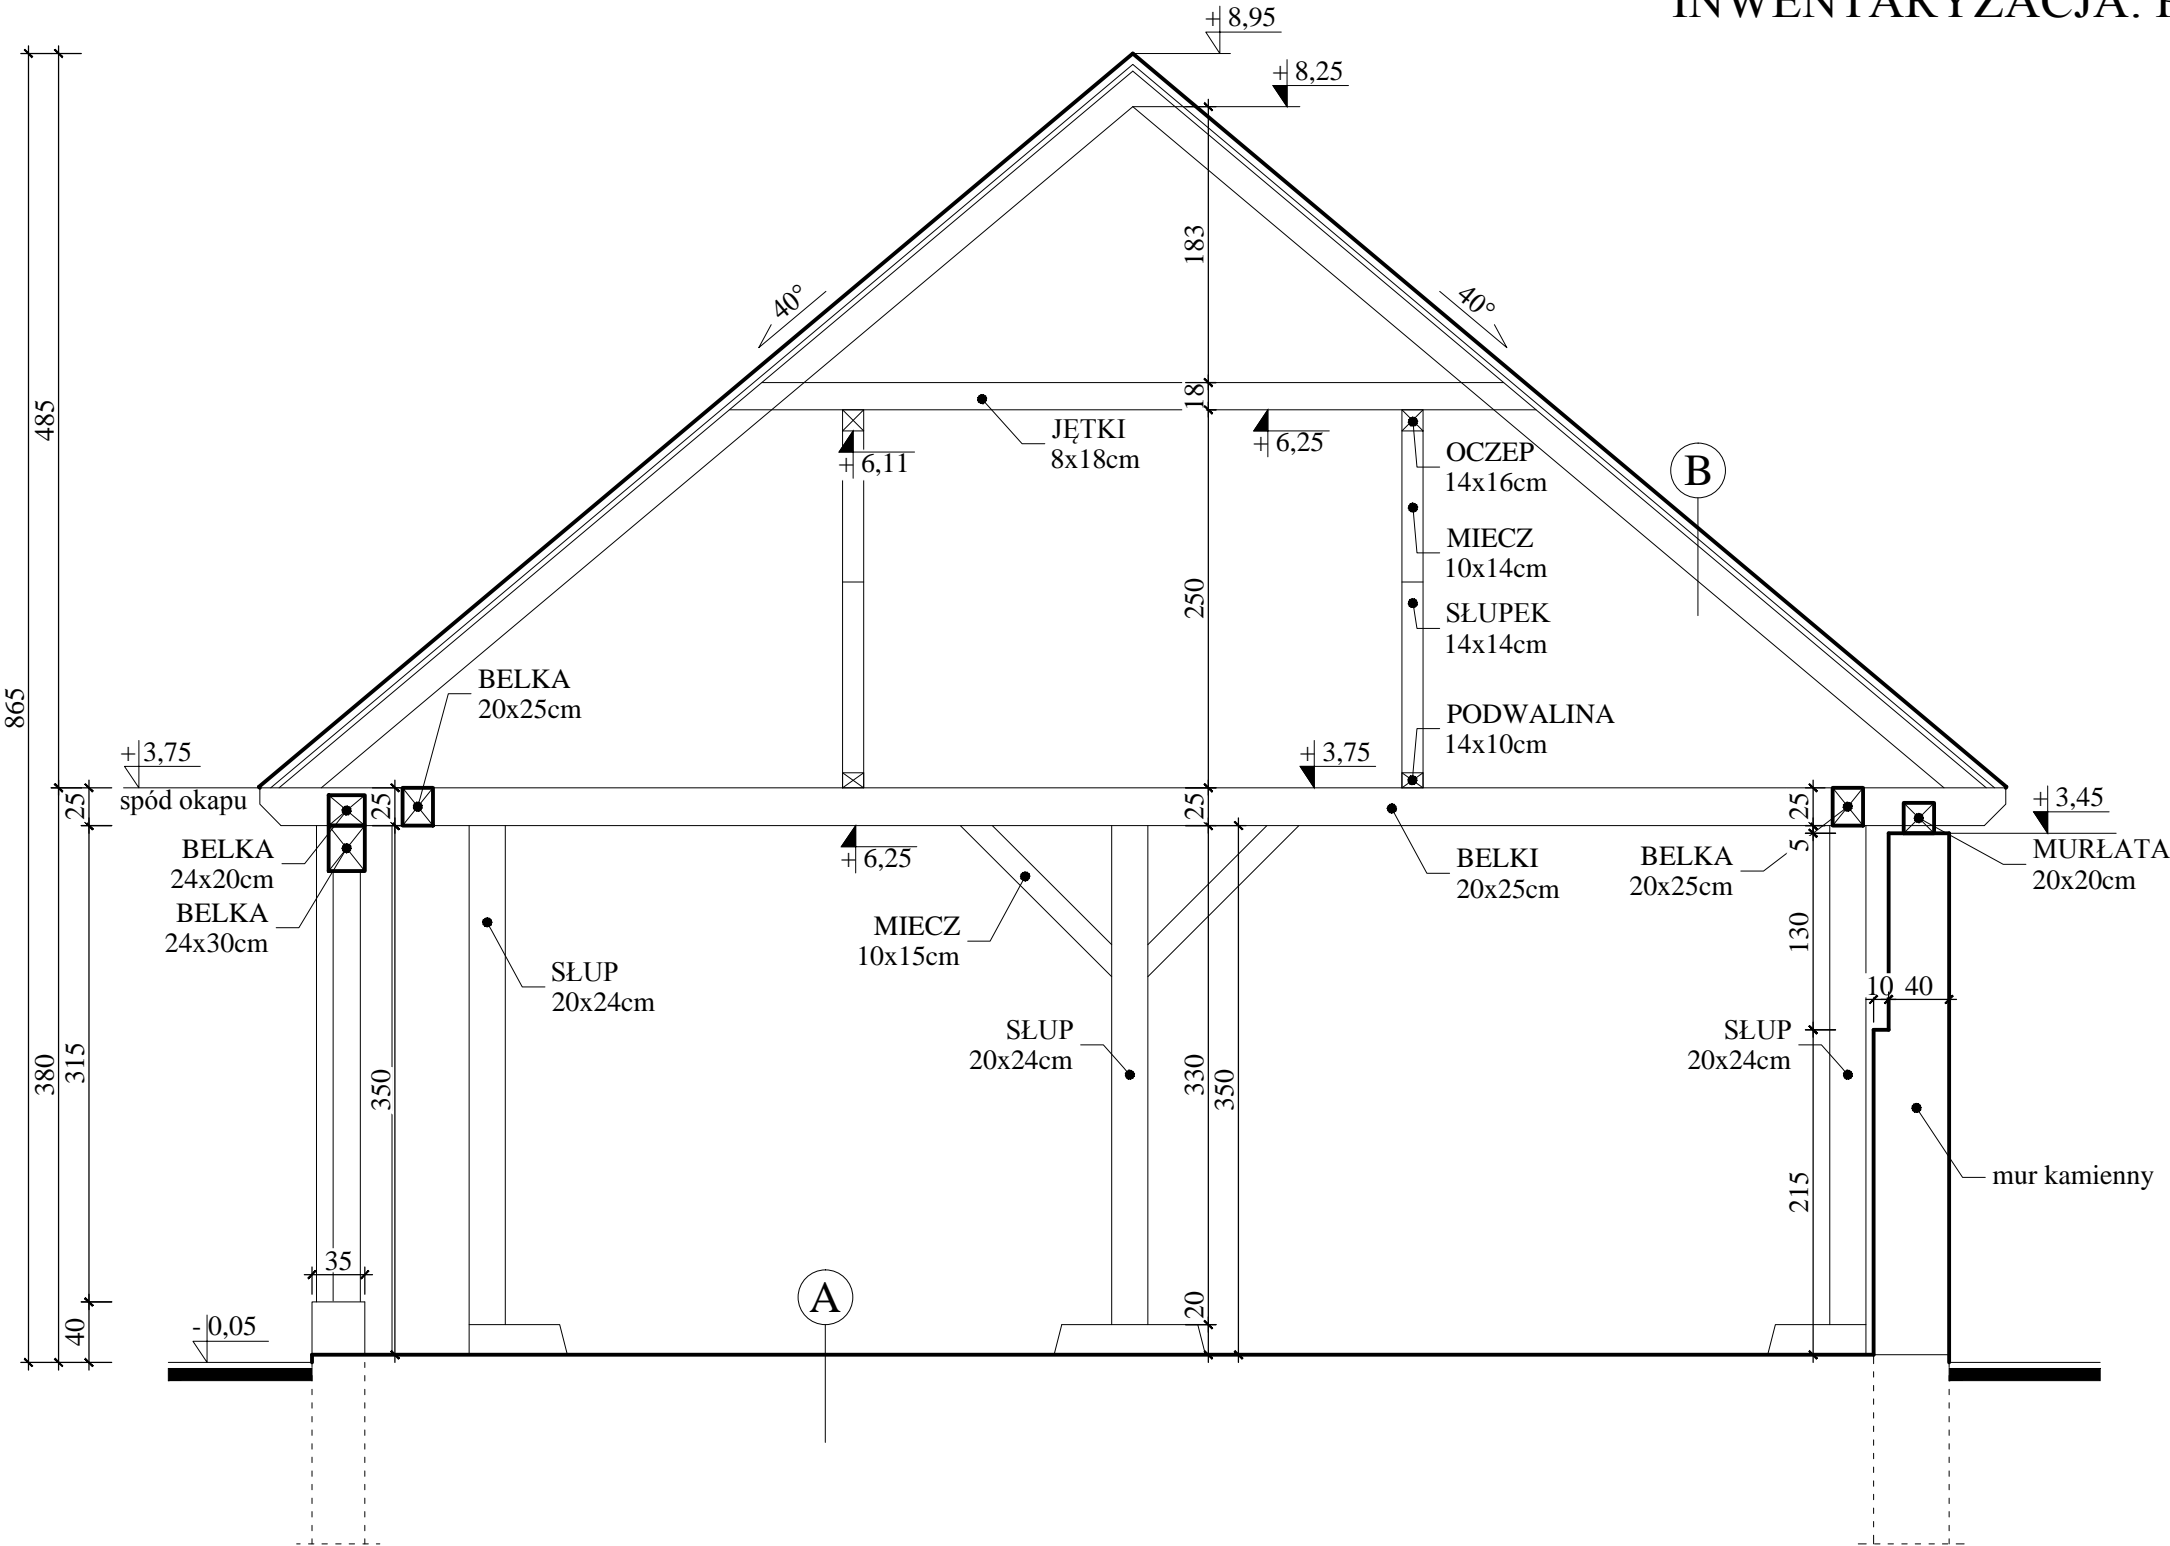 INWENTARYZACJA.
+ 8,95
+ 8,25
183
40°
40°
485
18
JĘTKI
8x18cm
+ 6,11
+ 6,25
OCZEP
14x16cm
B
MIECZ
10x14cm
250
SŁUPEK
14x14cm
BELKA
20x25cm
865
PODWALINA
14x10cm
+ 3,75
+ 3,75
spód okapu
25
25
25
25
+ 3,45
BELKA
24x20cm
+ 6,25
BELKI
20x25cm
BELKA
20x25cm
5
MURŁATA
20x20cm
BELKA
24x30cm
MIECZ
10x15cm
130
SŁUP
20x24cm
10 40
SŁUP
20x24cm
SŁUP
20x24cm
380
315
350
330
350
mur kamienny
215
35
A
20
40
- 0,05